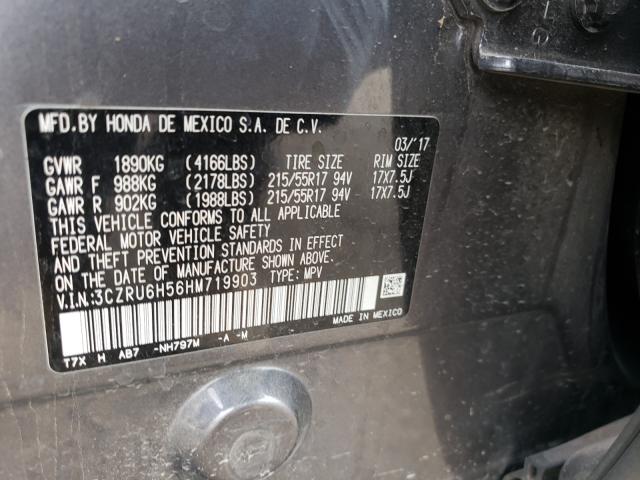 MFD.BY HONDA DE MEXICO S.A. DE C.V.
03/'17
GVWR 1890KG (4166LBS) TIRE SIZE RIM SIZE
GAWR F 988KG (2178LBS) 215/55R17 94V 17X7.5J
GAWR R 902KG (1988LBS) 215/55R17 94V 17X7.5J
THIS VEHICLE CONFORMS TO ALL APPLICABLE
FEDERAL MOTOR VEHICLE SAFETY
AND THEFT PREVENTION STANDARDS IN EFFECT
ON THE DATE OF MANUFACTURE SHOWN ABOVE.
V.I.N:3CZRU6H56HM719903 TYPE: MPV
MADE IN MEXICO
T7X H AB7 -NH797M -A -M